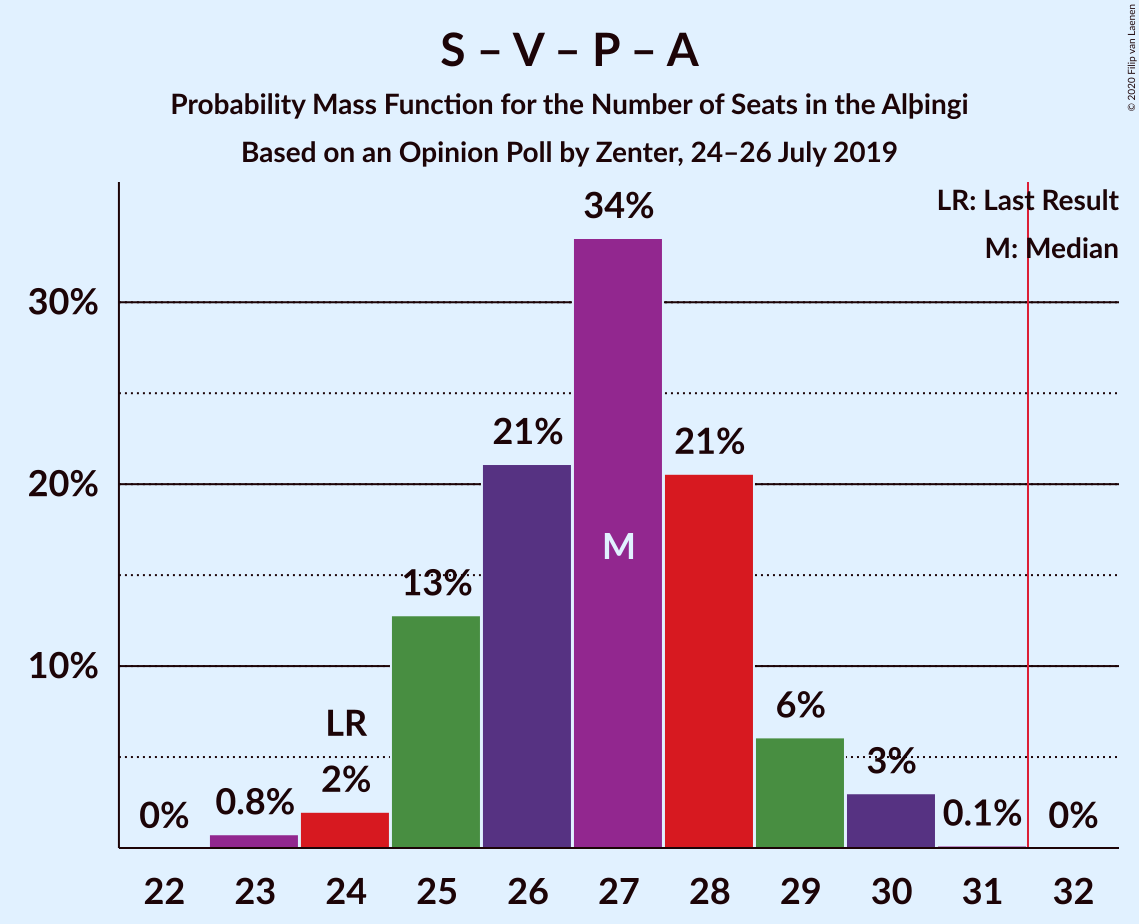 S – V – P – A
Probability Mass Function for the Number of Seats in the Alþingi
Based on an Opinion Poll by Zenter, 24–26 July 2019
© 2020 Filip van Laenen
LR: Last Result
M: Median
34%
30%
21%
21%
20%
M
13%
10%
LR
6%
3%
2%
0.8%
0%
0.1%
0%
22 23 24 25 26 27 28 29 30 31 32